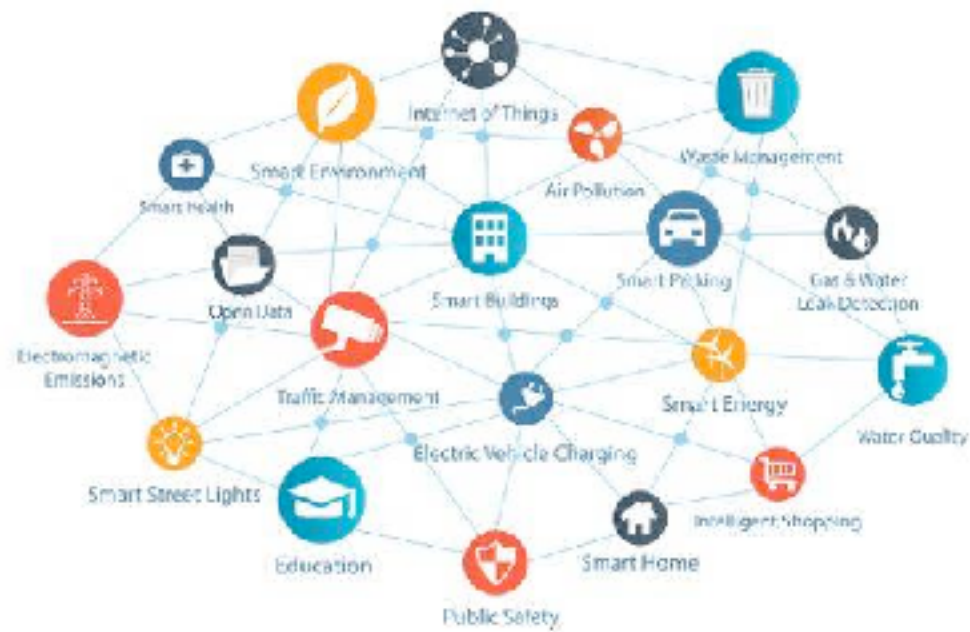 Internet of Things
Waste Management
Smart Environment
Air Pollution
Smart Health
Smart Buildings
Smart Parking
Gas & Water
Leak Detection
Open Data
Electromagnetic
Emissions
Traffic Management
Smart Energy
Water Quality
Electric Vehicle Charging
Smart Street Lights
Intelligent Shopping
Education
Smart Home
Public Safety